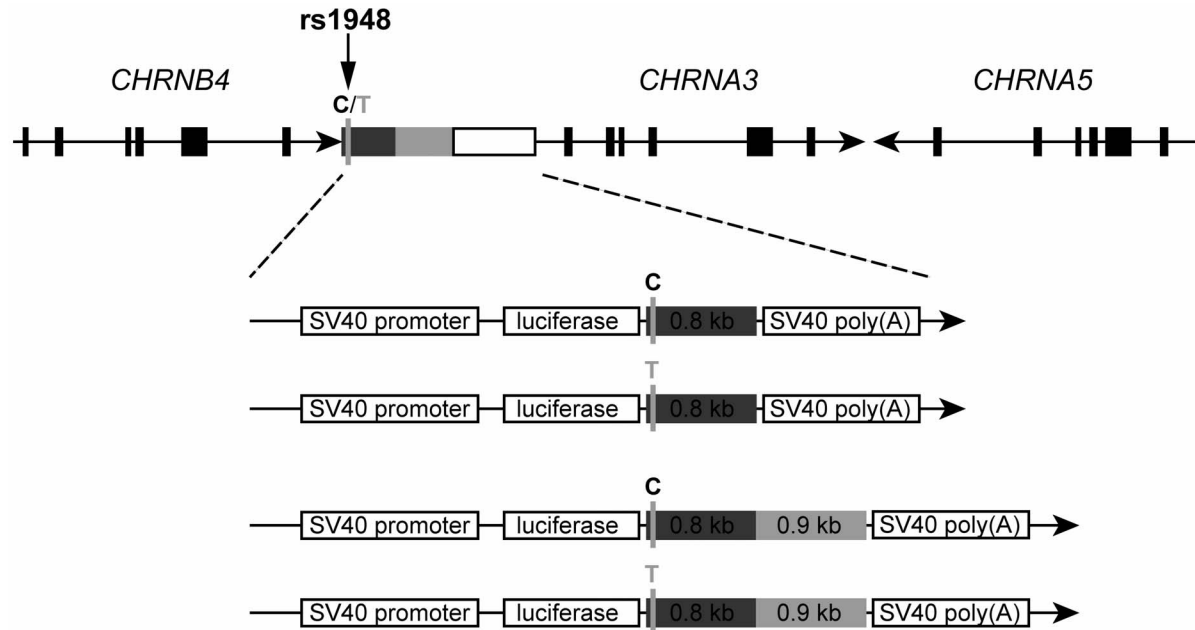 rs1948
CHRNB4 CHRNA3 CHRNA5
C/T
C
SV40 promoter luciferase 0.8 kb SV40 poly(A)
T
SV40 promoter luciferase 0.8 kb SV40 poly(A)
C
SV40 promoter luciferase 0.8 kb 0.9 kb SV40 poly(A)
T
SV40 promoter luciferase 0.8 kb 0.9 kb SV40 poly(A)